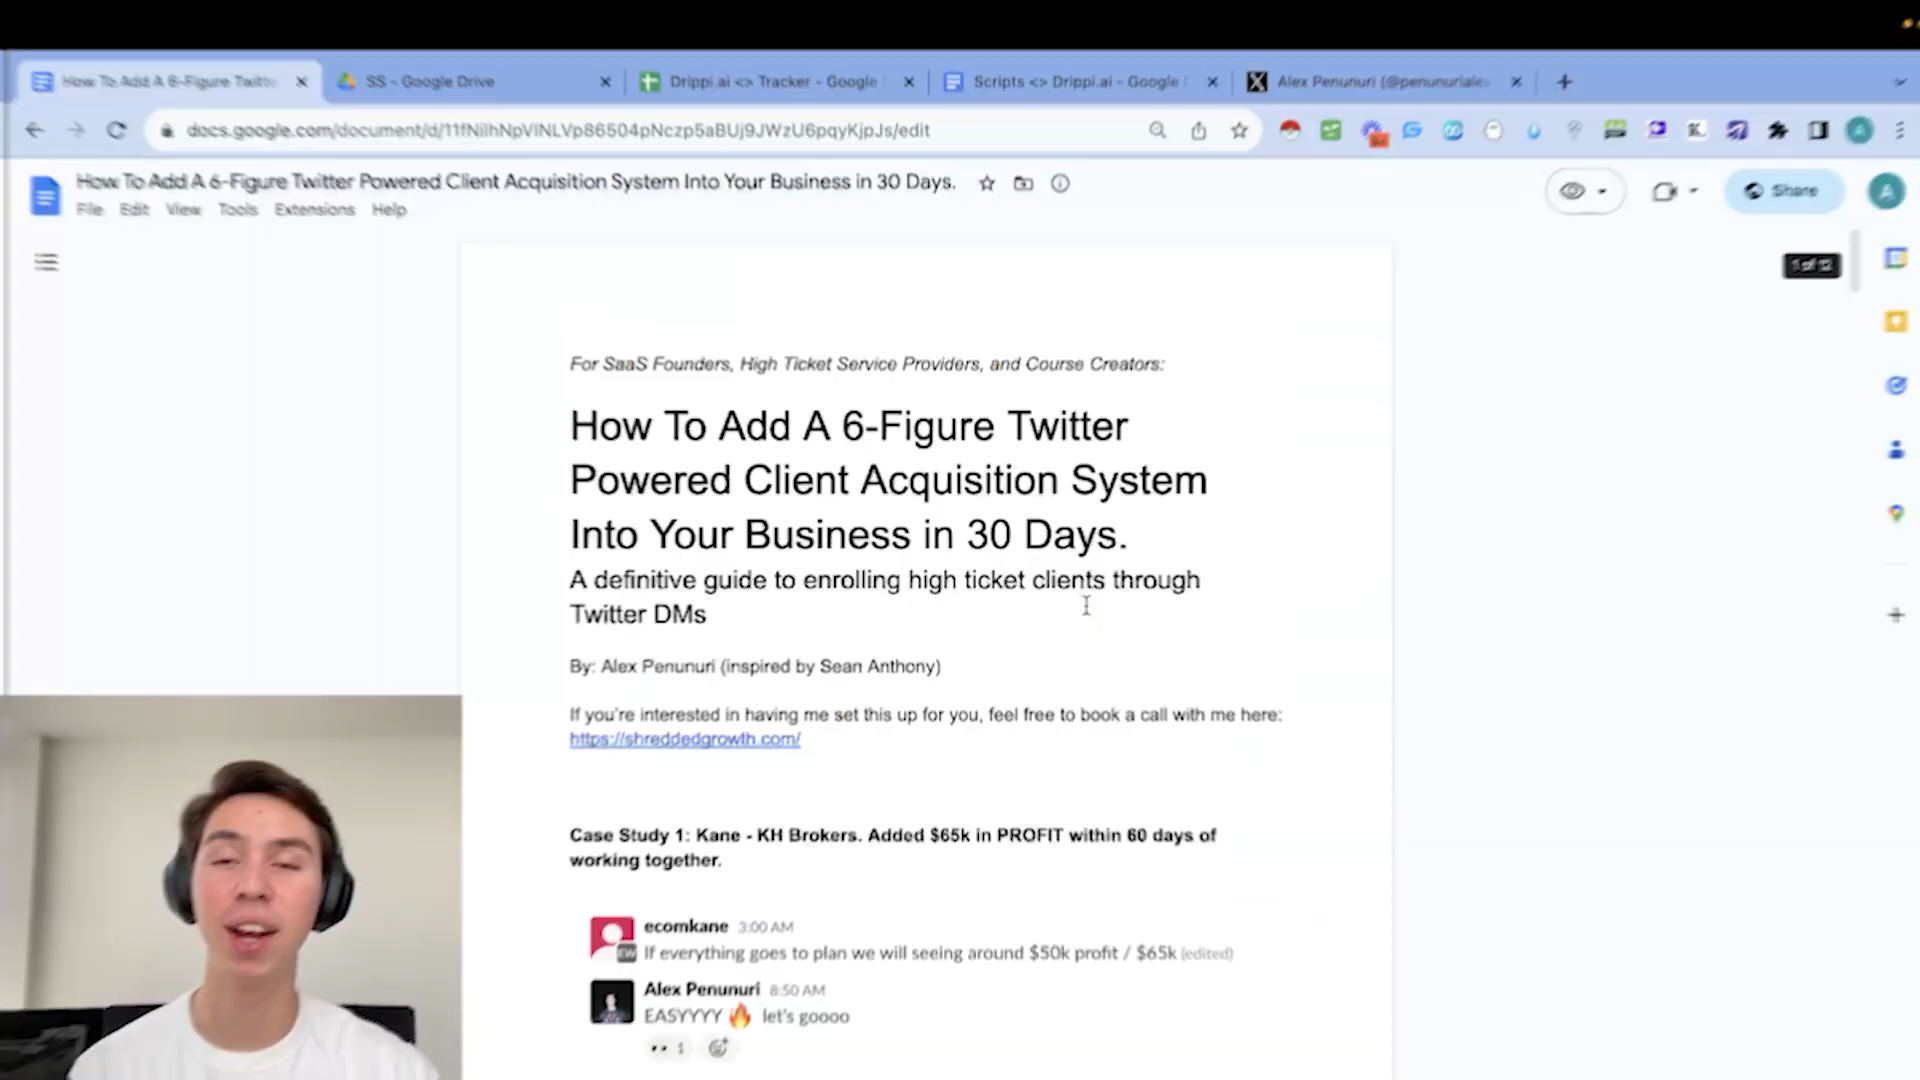 How To Add A 6-Figure Twitte
SS - Google Drive
Drippi.ai <> Tracker - Google
Scripts <> Drippi.ai - Google
Alex Penunuri (@penunuriale
docs.google.com/document/d/11fNilhNpVlNLVp86504pNczp5aBUj9JWzU6pqyKjpJs/edit
How To Add A 6-Figure Twitter Powered Client Acquisition System Into Your Business in 30 Days.
File Edit View Tools Extensions Help
Share
A
1 of 12
For SaaS Founders, High Ticket Service Providers, and Course Creators:
How To Add A 6-Figure Twitter
Powered Client Acquisition System
Into Your Business in 30 Days.
A definitive guide to enrolling high ticket clients through
Twitter DMs
By: Alex Penunuri (inspired by Sean Anthony)
If you're interested in having me set this up for you, feel free to book a call with me here:
https://shreddedgrowth.com/
Case Study 1: Kane - KH Brokers. Added $65k in PROFIT within 60 days of
working together.
ecomkane 3:00 AM
If everything goes to plan we will seeing around $50k profit / $65k (edited)
Alex Penunuri 8:50 AM
EASYYYY 🔥 let's goooo
1